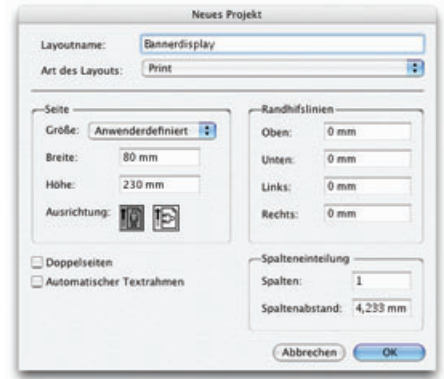 Neues Projekt
Layoutname: Bannerdisplay
Art des Layouts: Print
Seite
Größe: Anwenderdefiniert
Breite: 80 mm
Höhe: 230 mm
Ausrichtung:
Doppelseiten
Automatischer Textrahmen
Randhifslinien
Oben: 0 mm
Unten: 0 mm
Links: 0 mm
Rechts: 0 mm
Spalteneinteilung
Spalten: 1
Spaltenabstand: 4,233 mm
Abbrechen OK